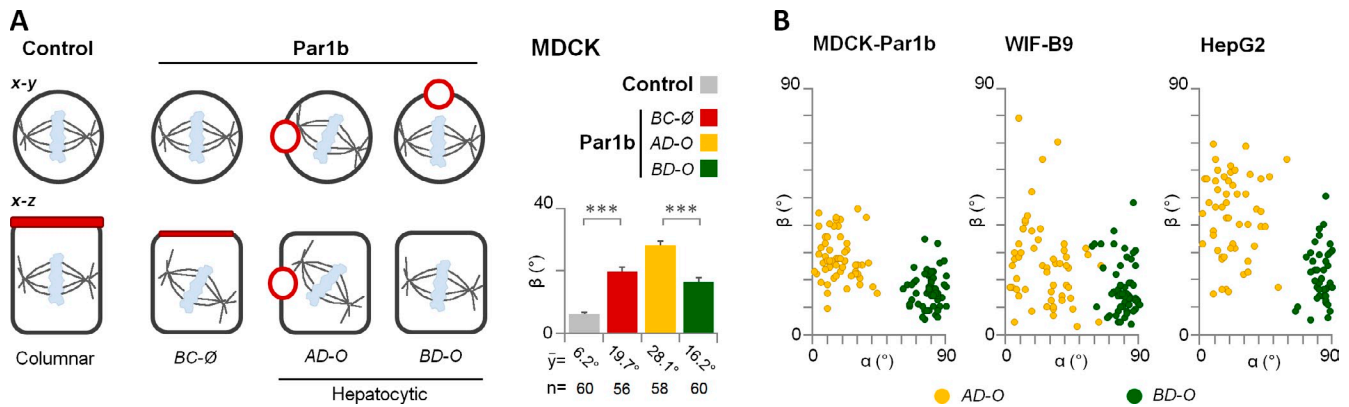 A
Control
Par1b
x-y
x-z
Columnar
BC-Ø
AD-O
BD-O
Hepatocytic
MDCK
Control
Par1b
BC-Ø
AD-O
BD-O
40
*** ***
β (°)
0
ȳ= 6.2° 19.7° 28.1° 16.2°
n= 60 56 58 60
B
MDCK-Par1b
WIF-B9
HepG2
90
90
90
β (°)
β (°)
β (°)
0
0
0
0 90
0 90
0 90
α (°)
α (°)
α (°)
AD-O
BD-O